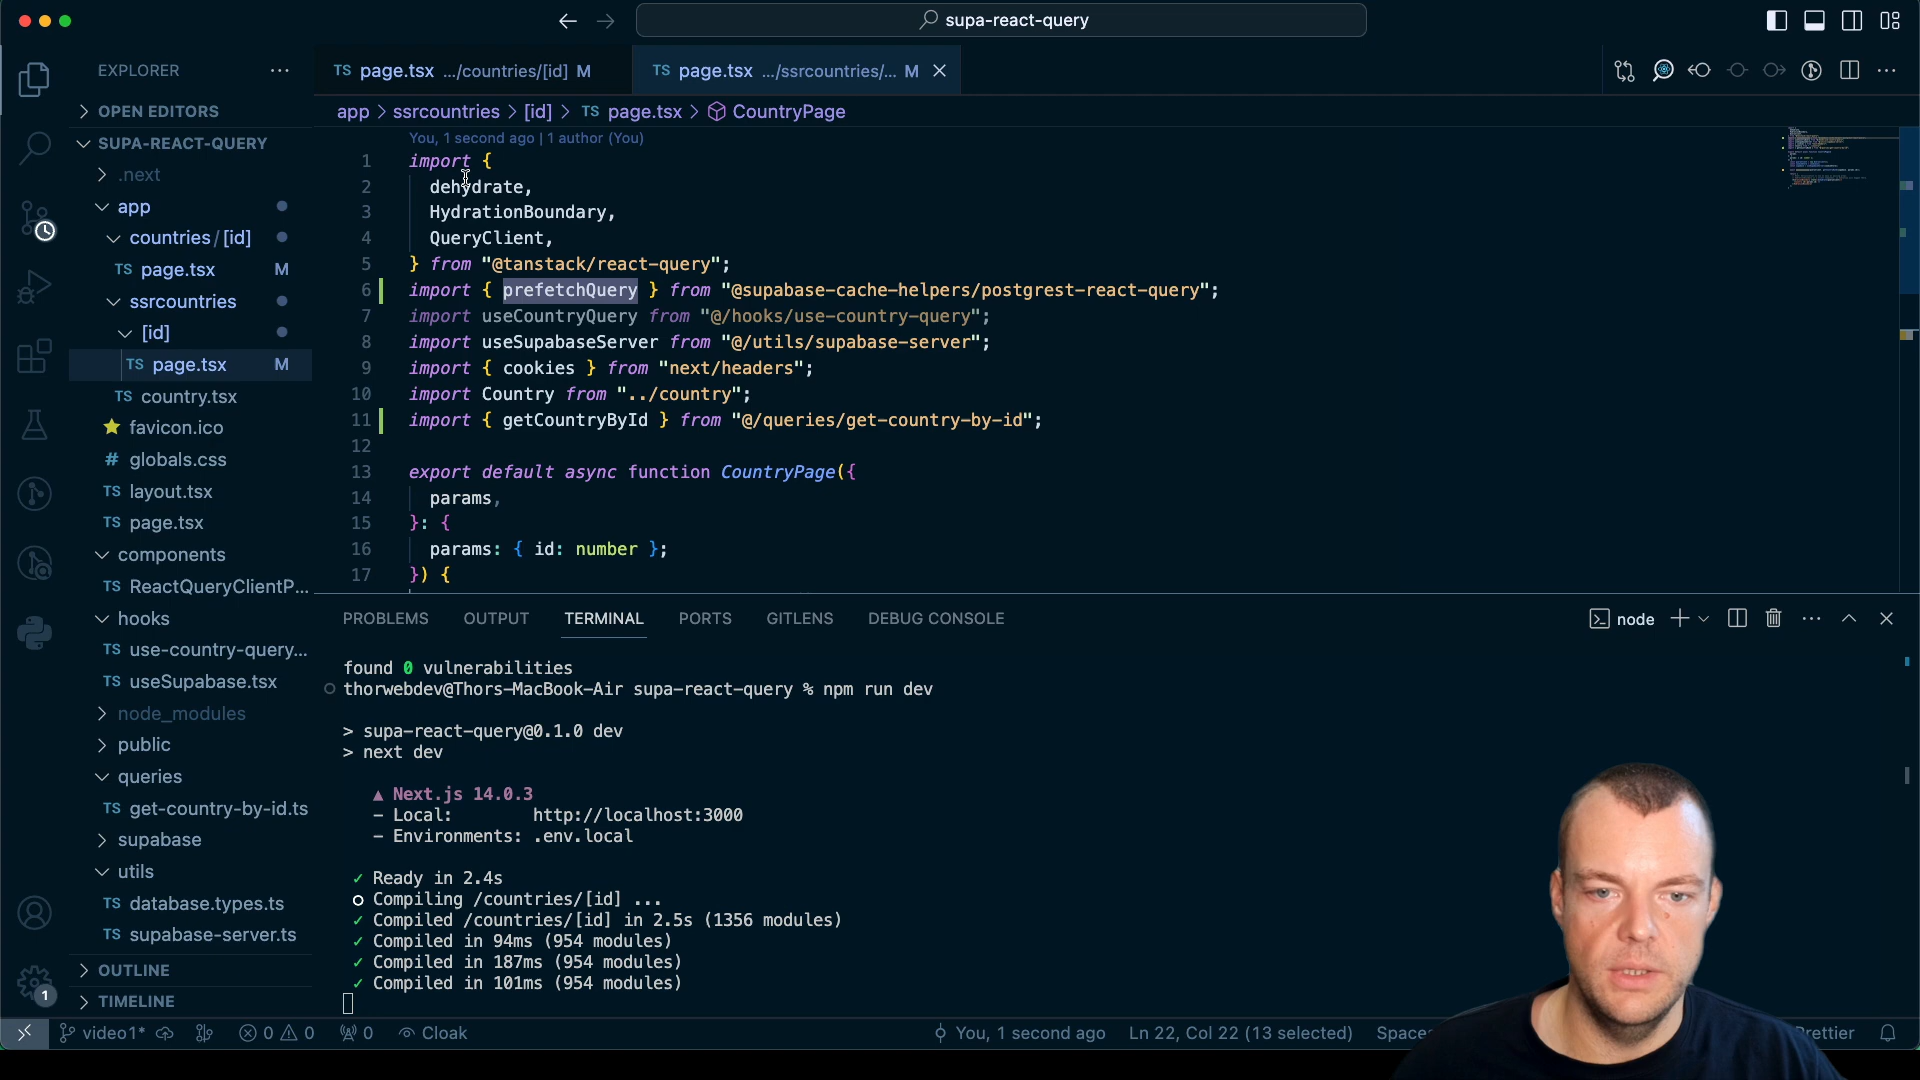 supa-react-query
EXPLORER
OPEN EDITORS
SUPA-REACT-QUERY
.next
app
countries/[id]
TS page.tsx M
ssrcountries
[id]
TS page.tsx M
TS country.tsx
favicon.ico
# globals.css
TS layout.tsx
TS page.tsx
components
TS ReactQueryClientP...
hooks
TS use-country-query...
TS useSupabase.tsx
node_modules
public
queries
TS get-country-by-id.ts
supabase
utils
TS database.types.ts
TS supabase-server.ts
OUTLINE
TIMELINE
1
TS page.tsx .../countries/[id] M
TS page.tsx .../ssrcountries/... M
app > ssrcountries > [id] > TS page.tsx > CountryPage
You, 1 second ago | 1 author (You)
1 import {
2 dehydrate,
3 HydrationBoundary,
4 QueryClient,
5 } from "@tanstack/react-query";
6 import { prefetchQuery } from "@supabase-cache-helpers/postgrest-react-query";
7 import useCountryQuery from "@/hooks/use-country-query";
8 import useSupabaseServer from "@/utils/supabase-server";
9 import { cookies } from "next/headers";
10 import Country from "../country";
11 import { getCountryById } from "@/queries/get-country-by-id";
12
13 export default async function CountryPage({
14 params,
15 }: {
16 params: { id: number };
17 }) {
PROBLEMS OUTPUT TERMINAL PORTS GITLENS DEBUG CONSOLE
node
found 0 vulnerabilities
thorwebdev@Thors-MacBook-Air supa-react-query % npm run dev
> supa-react-query@0.1.0 dev
> next dev
▲ Next.js 14.0.3
- Local: http://localhost:3000
- Environments: .env.local
✓ Ready in 2.4s
○ Compiling /countries/[id] ...
✓ Compiled /countries/[id] in 2.5s (1356 modules)
✓ Compiled in 94ms (954 modules)
✓ Compiled in 187ms (954 modules)
✓ Compiled in 101ms (954 modules)
video1* 0 0 0 Cloak You, 1 second ago Ln 22, Col 22 (13 selected)